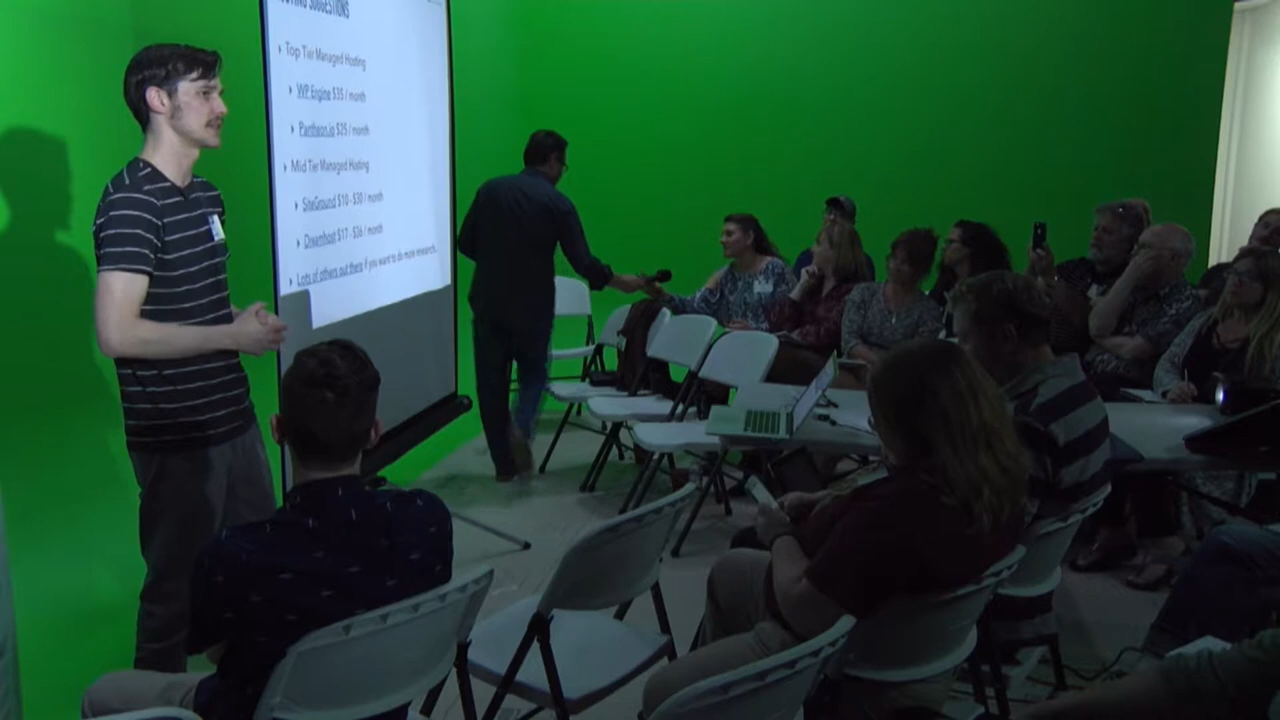 SUGGESTIONS
Top Tier Managed Hosting
WP Engine $35 / month
Pantheon.io $25 / month
Mid Tier Managed Hosting
SiteGround $10 - $30 / month
Dreamhost $17 - $36 / month
Lots of others out there if you want to do more research.